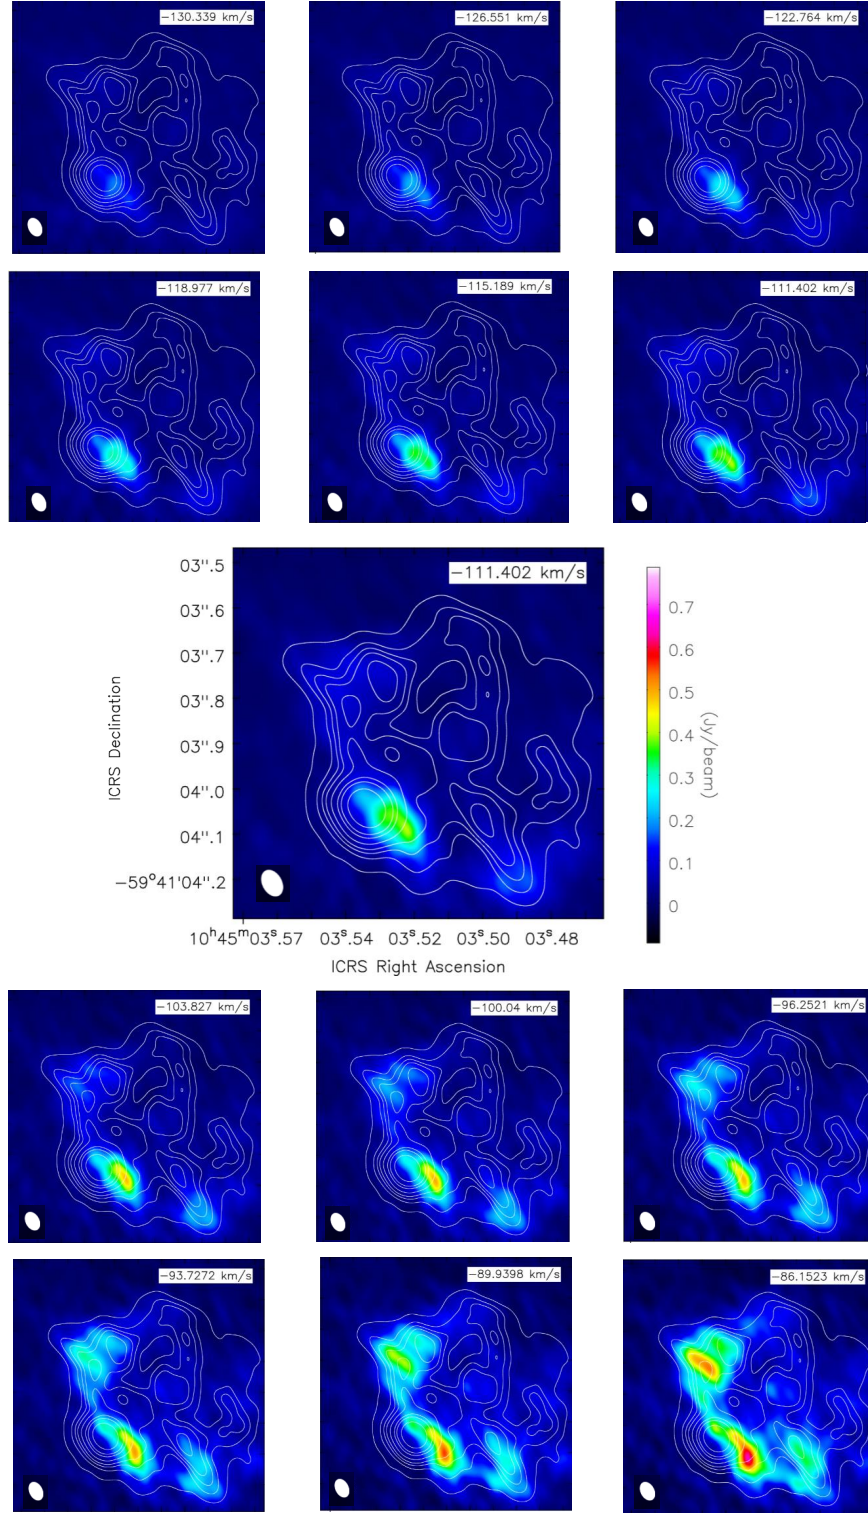 −130.339 km/s
−126.551 km/s
−122.764 km/s
−118.977 km/s
−115.189 km/s
−111.402 km/s
−111.402 km/s
03".5
03".6
03".7
03".8
03".9
04".0
04".1
−59°41'04".2
ICRS Declination
10ʰ45ᵐ03ˢ.57 03ˢ.54 03ˢ.52 03ˢ.50 03ˢ.48
ICRS Right Ascension
0.7
0.6
0.5
0.4
0.3
0.2
0.1
0
(Jy/beam)
−103.827 km/s
−100.04 km/s
−96.2521 km/s
−93.7272 km/s
−89.9398 km/s
−86.1523 km/s